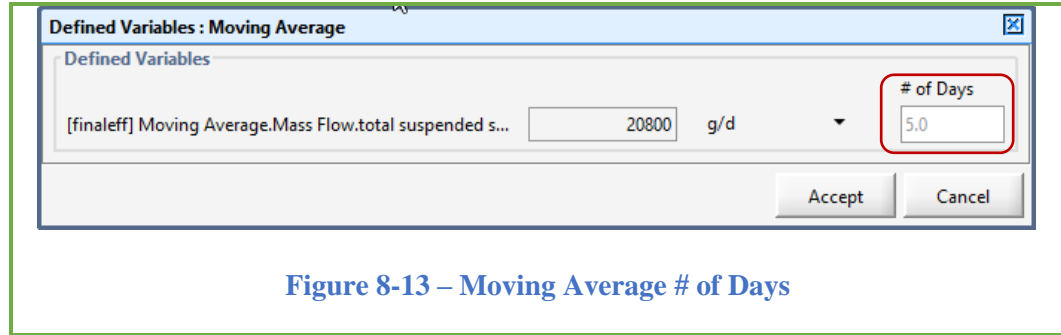 Defined Variables : Moving Average
Defined Variables
# of Days
[finaleff] Moving Average.Mass Flow.total suspended s... 20800 g/d 5.0
Accept Cancel
Figure 8-13 – Moving Average # of Days